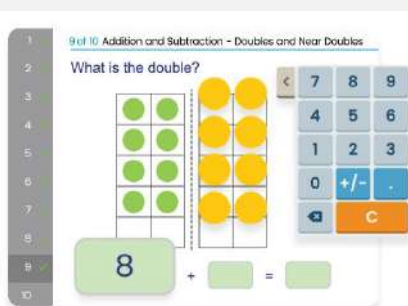 9 of 10 Addition and Subtraction - Doubles and Near Doubles
What is the double?
1
2
3
4
5
6
7
8
9
10
< 7 8 9
4 5 6
1 2 3
0 +/- .
C
8 + =